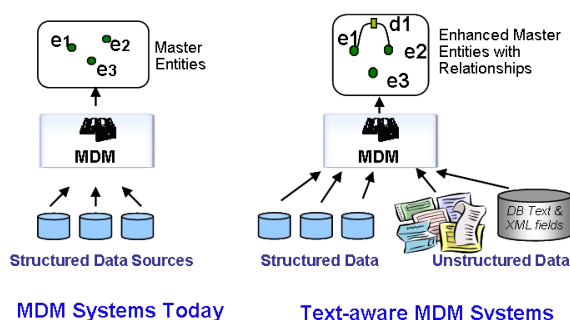 e1
e2
e3
Master
Entities
MDM
Structured Data Sources
MDM Systems Today
d1
e1
e2
e3
Enhanced Master
Entities with
Relationships
MDM
DB Text &
XML fields
Structured Data
Unstructured Data
Text-aware MDM Systems